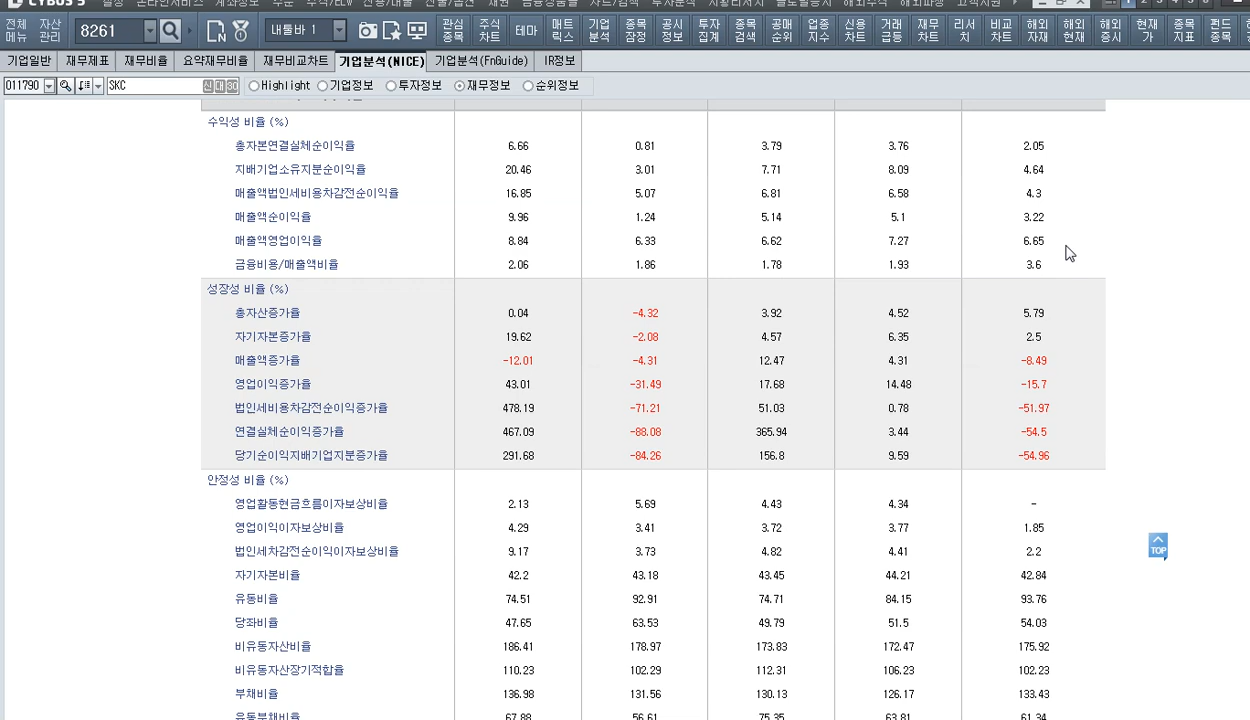 CYBOS 5
전체 메뉴 자산 관리 8261 내툴바 1 관심 종목 주식 차트 테마 매트 릭스 기업 분석 종목 잠정 공시 정보 투자 집계 종목 검색 공매 순위 업종 지수 신용 차트 거래 급등 재무 차트 리서 치 비교 차트 해외 자재 해외 현재 해외 증시 현재 가 종목 지표 펀드 종목
기업일반 재무제표 재무비율 요약재무비율 재무비교차트 기업분석(NICE) 기업분석(FnGuide) IR정보
011790 SKC 신 대 30 Highlight 기업정보 투자정보 재무정보 순위정보
수익성 비율 (%)
총자본연결실체순이익율 6.66 0.81 3.79 3.76 2.05
지배기업소유지분순이익율 20.46 3.01 7.71 8.09 4.64
매출액법인세비용차감전순이익율 16.85 5.07 6.81 6.58 4.3
매출액순이익율 9.96 1.24 5.14 5.1 3.22
매출액영업이익율 8.84 6.33 6.62 7.27 6.65
금융비용/매출액비율 2.06 1.86 1.78 1.93 3.6
성장성 비율 (%)
총자산증가율 0.04 -4.32 3.92 4.52 5.79
자기자본증가율 19.62 -2.08 4.57 6.35 2.5
매출액증가율 -12.01 -4.31 12.47 4.31 -8.49
영업이익증가율 43.01 -31.49 17.68 14.48 -15.7
법인세비용차감전순이익증가율 478.19 -71.21 51.03 0.78 -51.97
연결실체순이익증가율 467.09 -88.08 365.94 3.44 -54.5
당기순이익지배기업지분증가율 291.68 -84.26 156.8 9.59 -54.96
안정성 비율 (%)
영업활동현금흐름이자보상비율 2.13 5.69 4.43 4.34 -
영업이익이자보상비율 4.29 3.41 3.72 3.77 1.85
법인세차감전순이익이자보상비율 9.17 3.73 4.82 4.41 2.2
자기자본비율 42.2 43.18 43.45 44.21 42.84
TOP
유동비율 74.51 92.91 74.71 84.15 93.76
당좌비율 47.65 63.53 49.79 51.5 54.03
비유동자산비율 186.41 178.97 173.83 172.47 175.92
비유동자산장기적합율 110.23 102.29 112.31 106.23 102.23
부채비율 136.98 131.56 130.13 126.17 133.43
유동부채비율 67.88 56.61 75.35 63.81 61.34